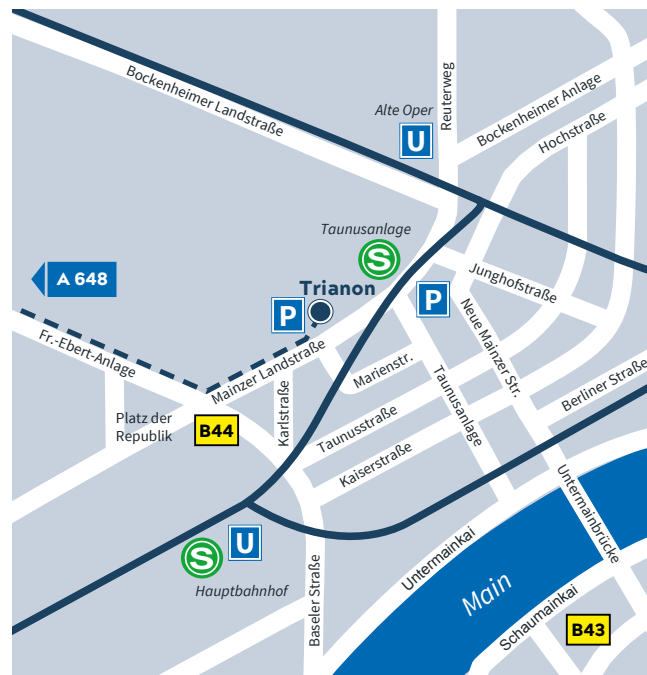 Bockenheimer Landstraße
Alte Oper
U
Reuterweg
Bockenheimer Anlage
Hochstraße
Taunusanlage
S
A 648
Trianon
P
P
Junghofstraße
Fr.-Ebert-Anlage
Mainzer Landstraße
Marienstr.
Neue Mainzer Str.
Taunusanlage
Berliner Straße
Platz der
Republik
B44
Karlstraße
Taunusstraße
Kaiserstraße
S
U
Hauptbahnhof
Baseler Straße
Untermainkai
Untermainbrücke
Main
Schaumainkai
B43